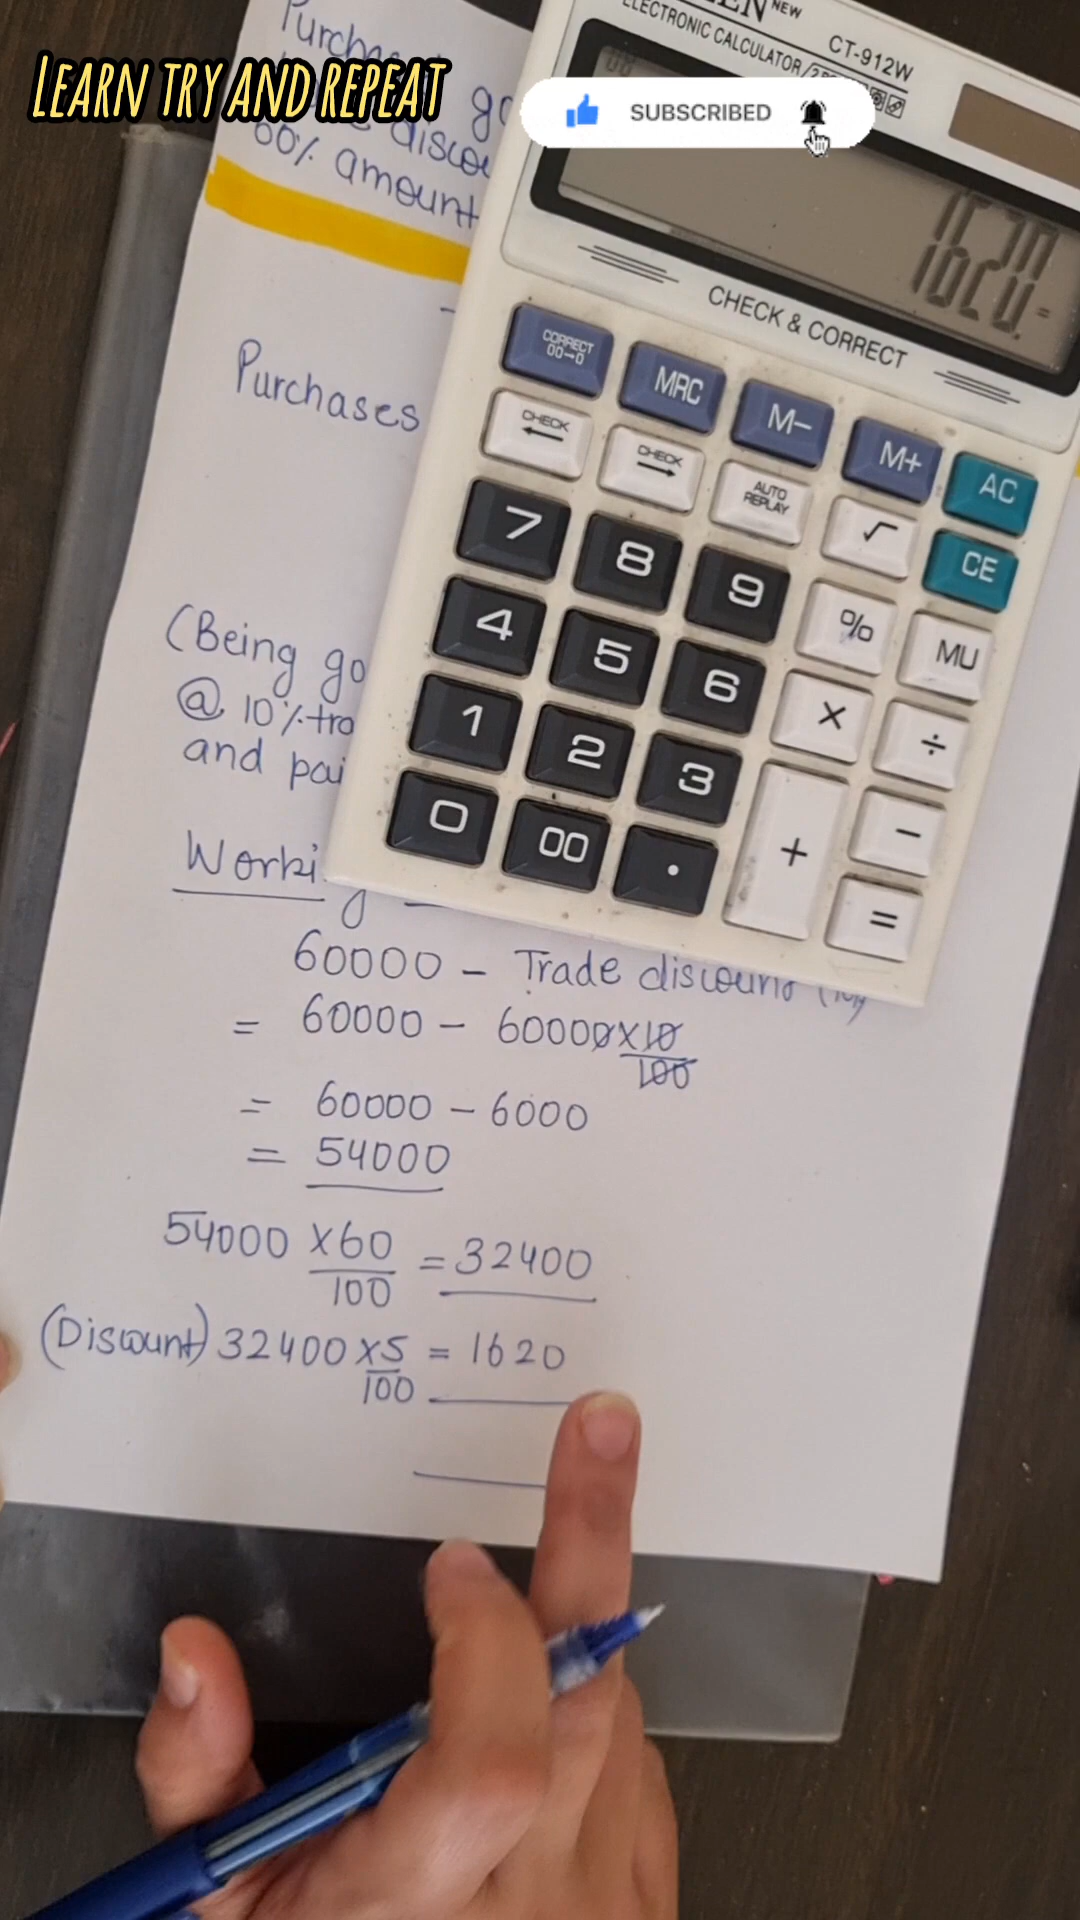 LEARN TRY AND REPEAT
SUBSCRIBED
NEW
ELECTRONIC CALCULATOR
CT-912W
1620.
=
CHECK & CORRECT
CORRECT
00→0
MRC
M−
M+
AC
CHECK
←
CHECK
→
AUTO
REPLAY
√
CE
7
8
9
%
MU
4
5
6
×
÷
1
2
3
+
−
0
00
.
=
60% amount
Purchases
(Being go
@ 10% tra
and pai
Worki
60000 - Trade discount
= 60000 - 60000×10
100
= 60000 - 6000
= 54000
54000 ×60 = 32400
100
(Discount) 32400 ×5 = 1620
100